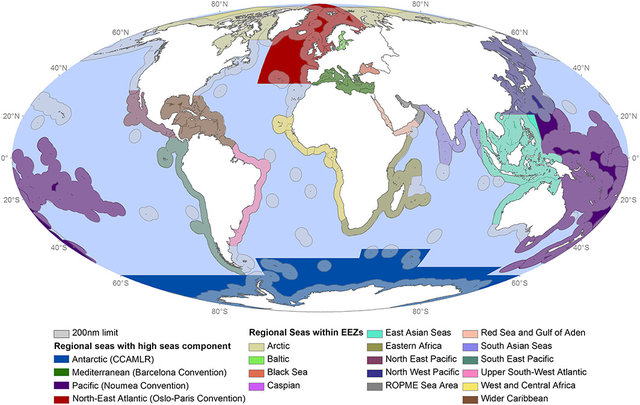 80°N
80°N
60°N
60°N
40°N
40°N
20°N
20°N
0°
0°
20°S
20°S
40°S
40°S
60°S
60°S
80°S
80°S
200nm limit
Regional seas with high seas component
Antarctic (CCAMLR)
Mediterranean (Barcelona Convention)
Pacific (Noumea Convention)
North-East Atlantic (Oslo-Paris Convention)
Regional Seas within EEZs
Arctic
Baltic
Black Sea
Caspian
East Asian Seas
Eastern Africa
North East Pacific
North West Pacific
ROPME Sea Area
Red Sea and Gulf of Aden
South Asian Seas
South East Pacific
Upper South-West Atlantic
West and Central Africa
Wider Caribbean